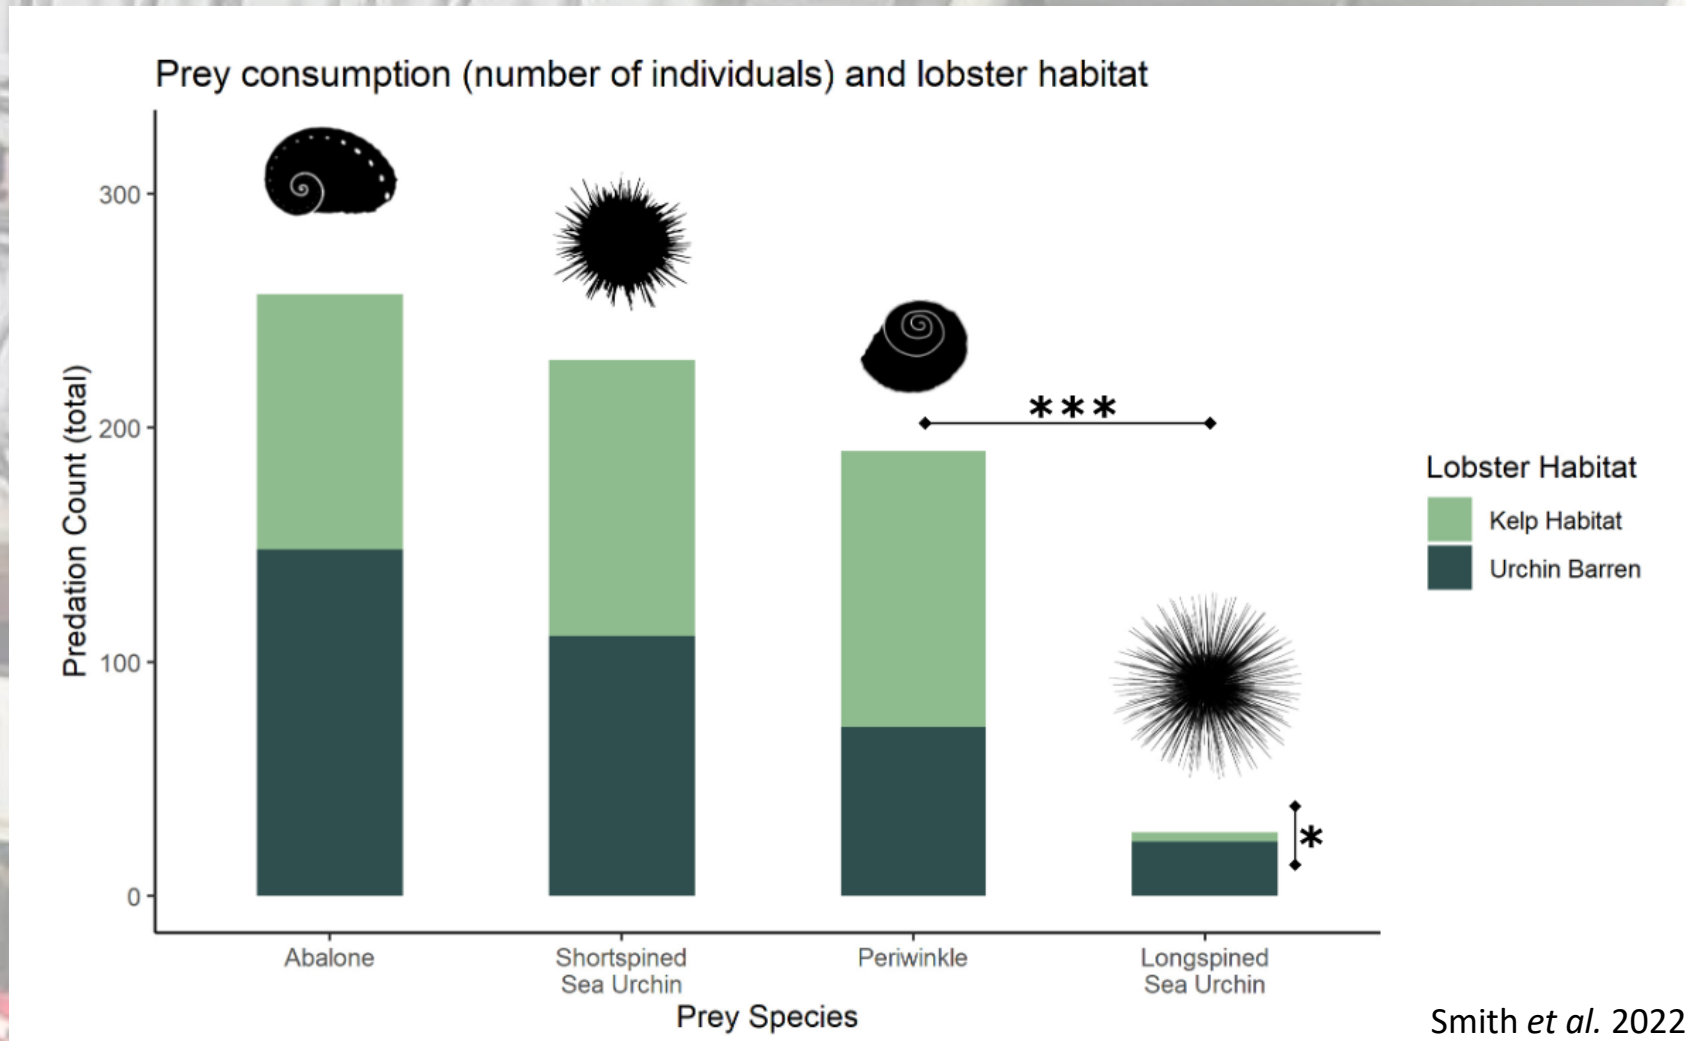 Prey consumption (number of individuals) and lobster habitat
Predation Count (total)
300
200
100
0
***
*
Lobster Habitat
Kelp Habitat
Urchin Barren
Abalone
Shortspined
Sea Urchin
Periwinkle
Longspined
Sea Urchin
Prey Species
Smith et al. 2022